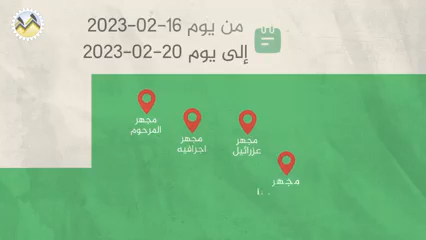 من يوم 16-02-2023
إلى يوم 20-02-2023
مجهر
المرحوم
مجهر
اجرافيه
مجهر
عزرائيل
مجهر